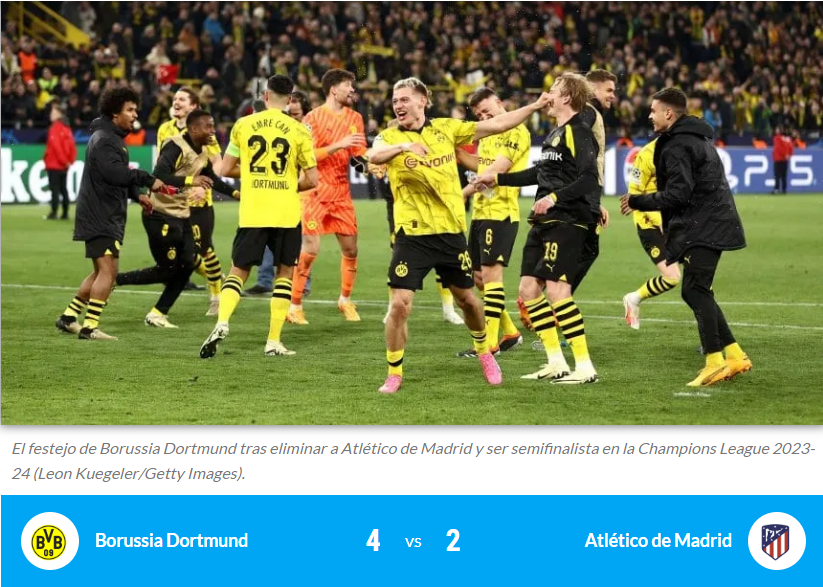 EMRE CAN
23
DORTMUND
EVONIK
26
6
EVONIK
19
PS5
El festejo de Borussia Dortmund tras eliminar a Atlético de Madrid y ser semifinalista en la Champions League 2023-
24 (Leon Kuegeler/Getty Images).
BVB
09
Borussia Dortmund
4 vs 2
Atlético de Madrid